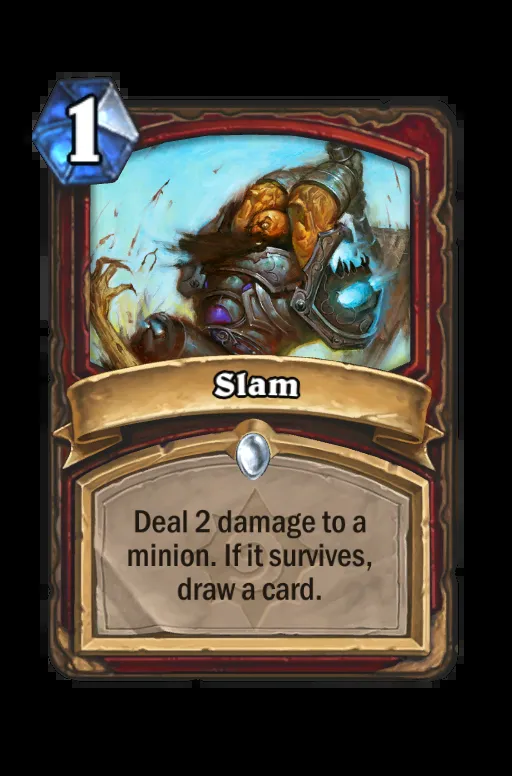 1
Slam
Deal 2 damage to a
minion. If it survives,
draw a card.